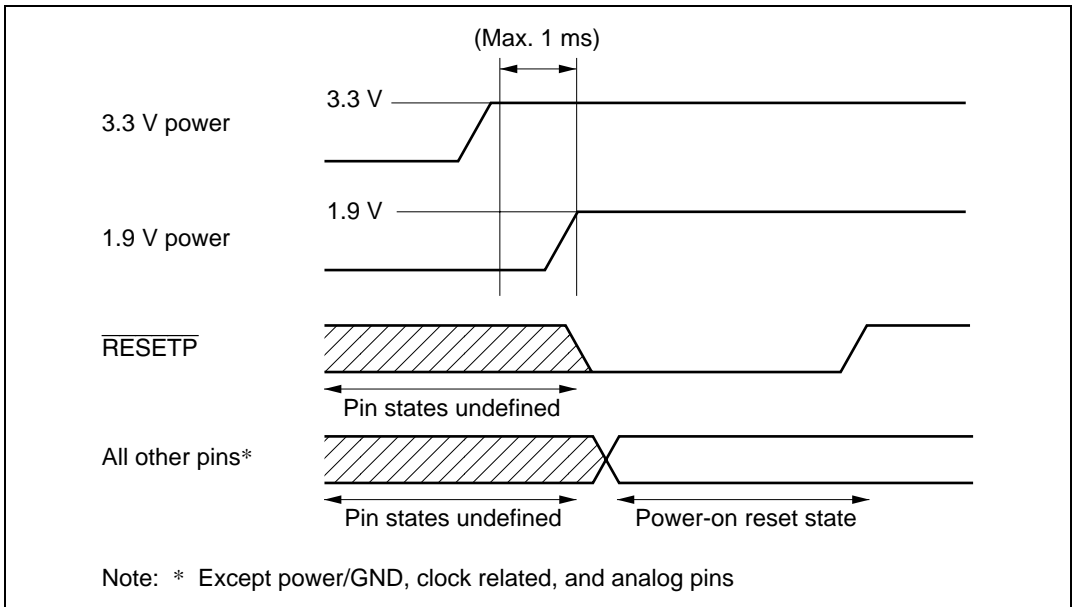 (Max. 1 ms)
3.3 V power
3.3 V
1.9 V power
1.9 V
RESETP
Pin states undefined
All other pins*
Pin states undefined
Power-on reset state
Note: * Except power/GND, clock related, and analog pins